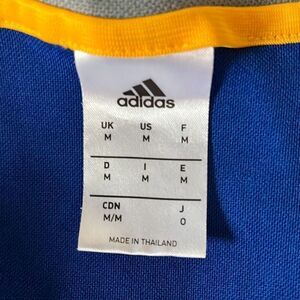 adidas
UK US F
M M M
D I E
M M M
CDN J
M/M O
MADE IN THAILAND